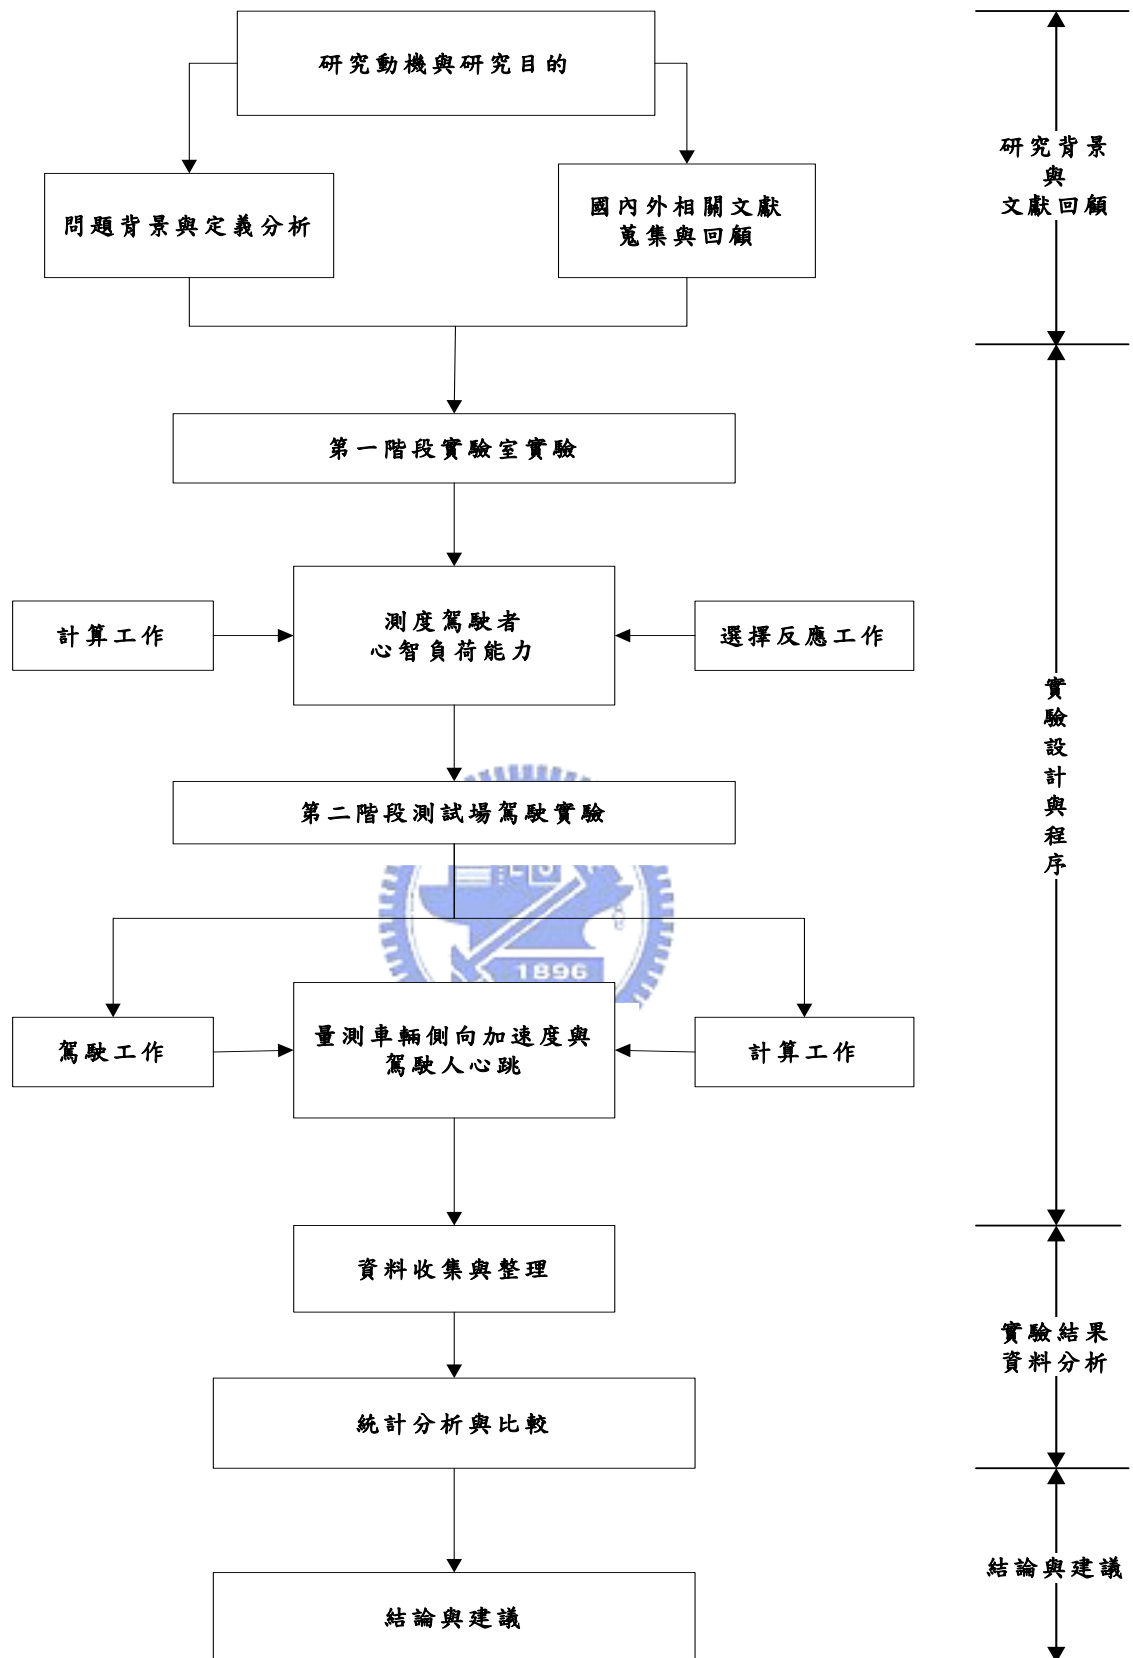 研究動機與研究目的
問題背景與定義分析
國內外相關文獻
蒐集與回顧
研究背景
與
文獻回顧
第一階段實驗室實驗
計算工作
測度駕駛者
心智負荷能力
選擇反應工作
實
驗
設
計
與
程
序
第二階段測試場駕駛實驗
1896
駕駛工作
量測車輛側向加速度與
駕駛人心跳
計算工作
資料收集與整理
實驗結果
資料分析
統計分析與比較
結論與建議
結論與建議